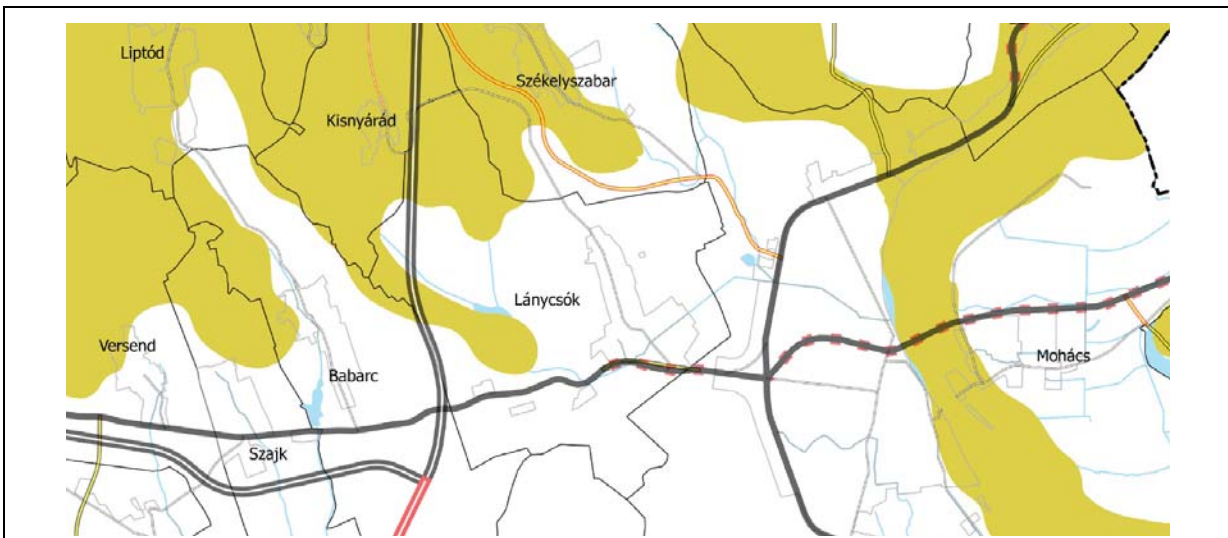 Liptód
Székelyszabar
Kisnyárád
Lánycsók
Versend
Babarc
Mohács
Szajk